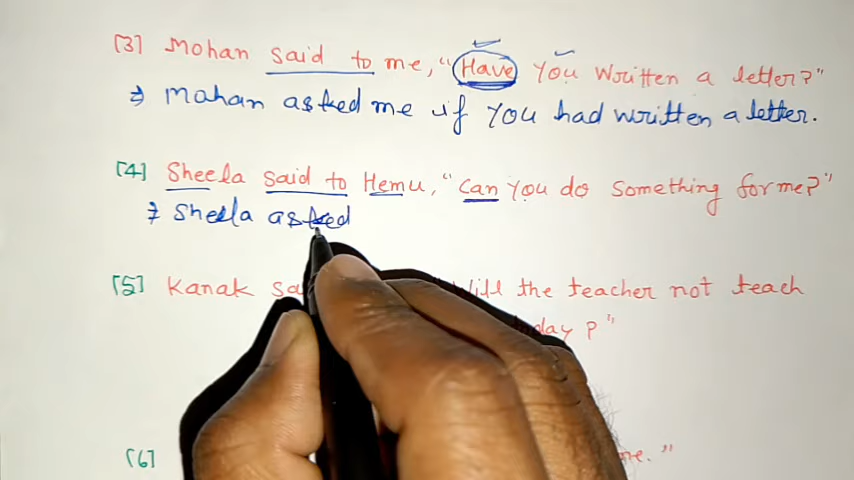 [3] Mohan said to me, "Have you written a letter?"
⇒ Mohan asked me if you had written a letter.
[4] Sheela said to Hemu, "Can you do something for me?"
⇒ Sheela asked
[5] Kanak the teacher not teach
?"
[6] me."